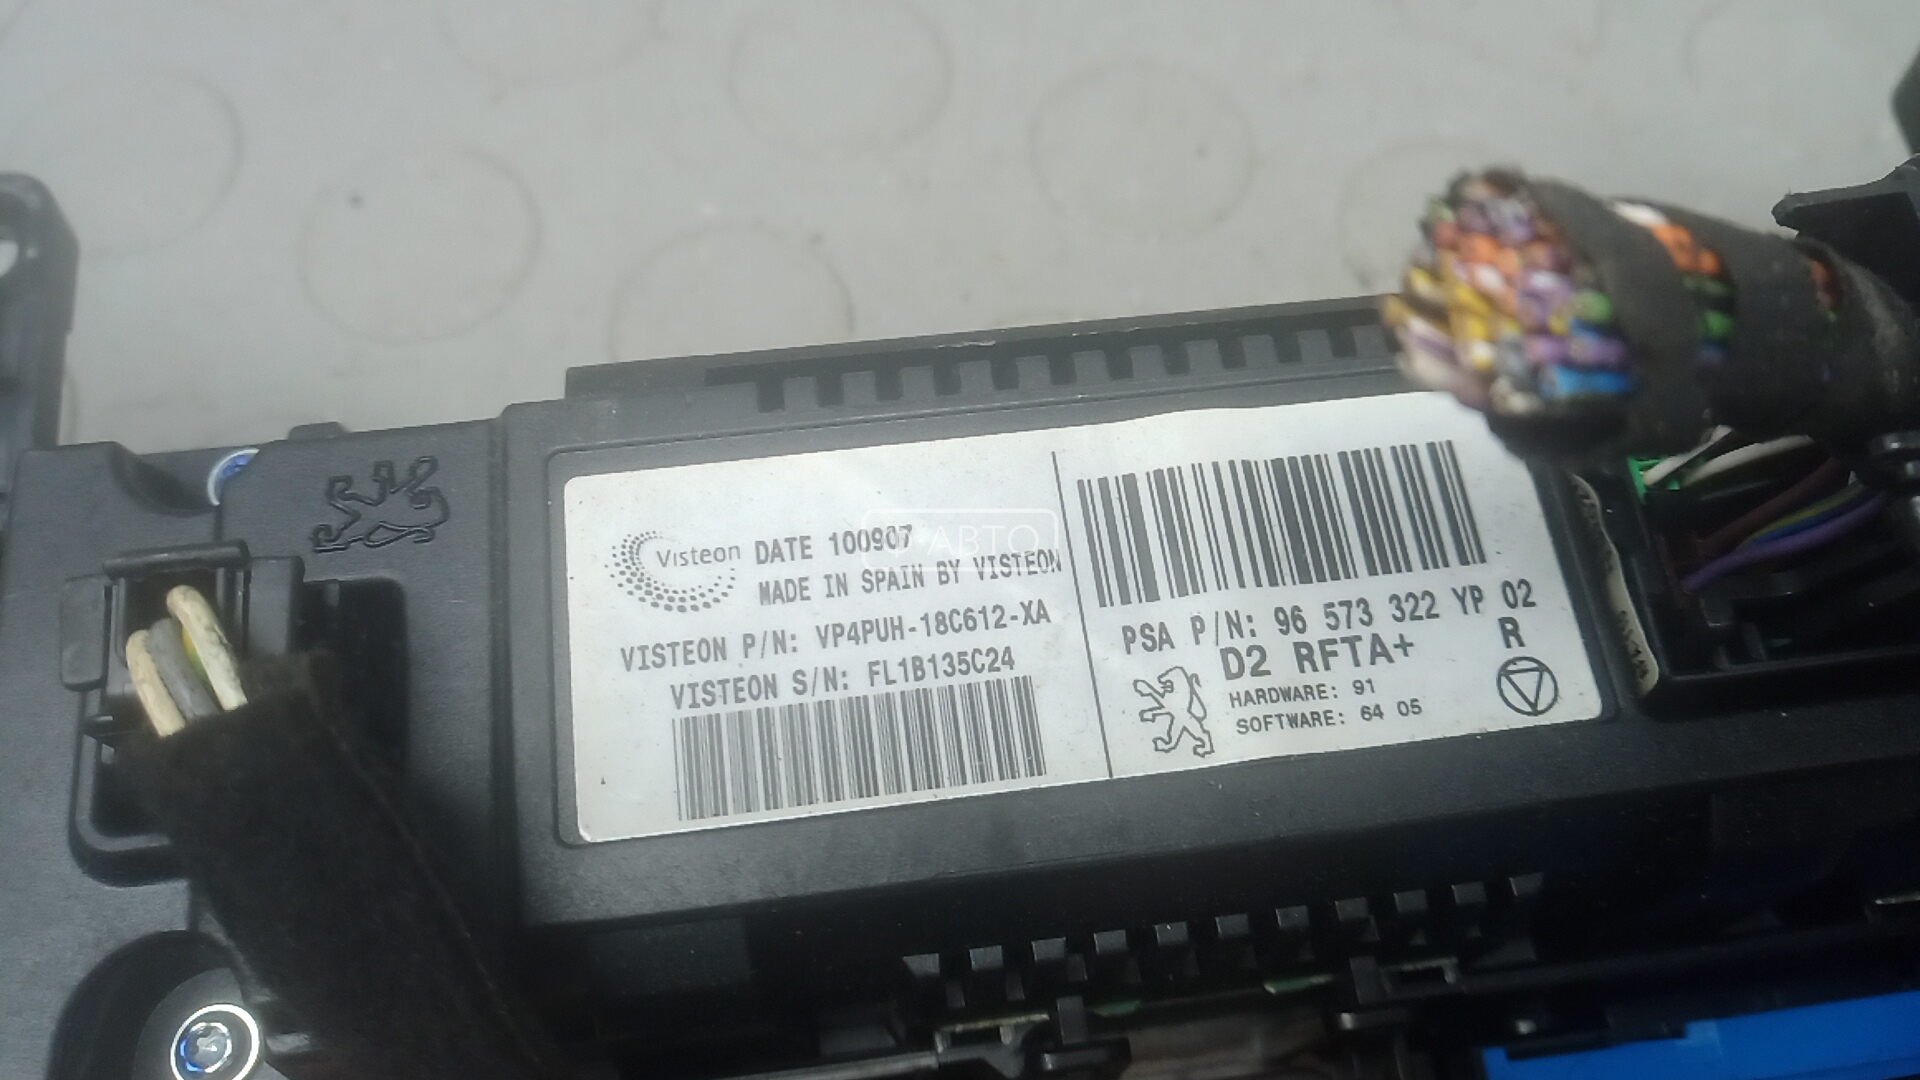 Visteon
DATE 100907
MADE IN SPAIN BY VISTEON
VISTEON P/N: VP4PUH-18C612-XA
VISTEON S/N: FL1B135C24
PSA P/N: 96 573 322 YP 02
D2 RFTA+ R
HARDWARE: 91
SOFTWARE: 64 05
АВТО